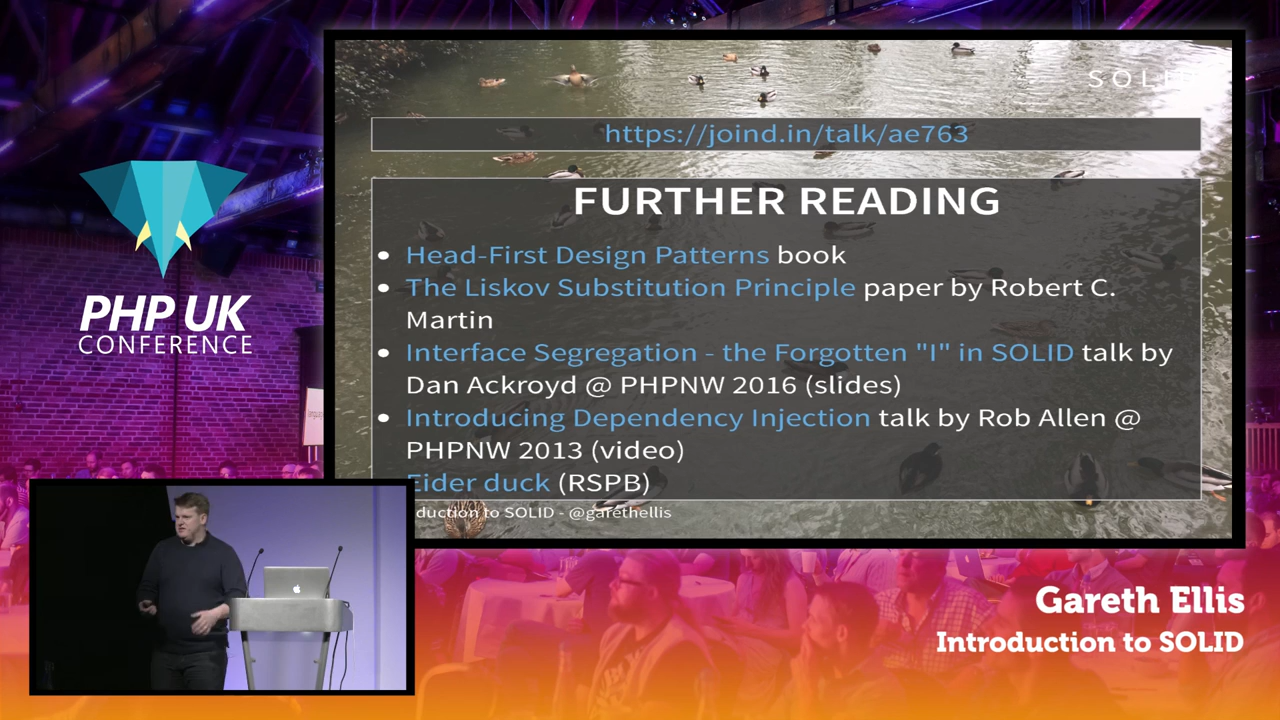 SOLID
https://joind.in/talk/ae763
FURTHER READING
Head-First Design Patterns book
The Liskov Substitution Principle paper by Robert C.
Martin
Interface Segregation - the Forgotten "I" in SOLID talk by
Dan Ackroyd @ PHPNW 2016 (slides)
Introducing Dependency Injection talk by Rob Allen @
PHPNW 2013 (video)
Eider duck (RSPB)
duction to SOLID - @garethellis
PHP UK
CONFERENCE
Gareth Ellis
Introduction to SOLID